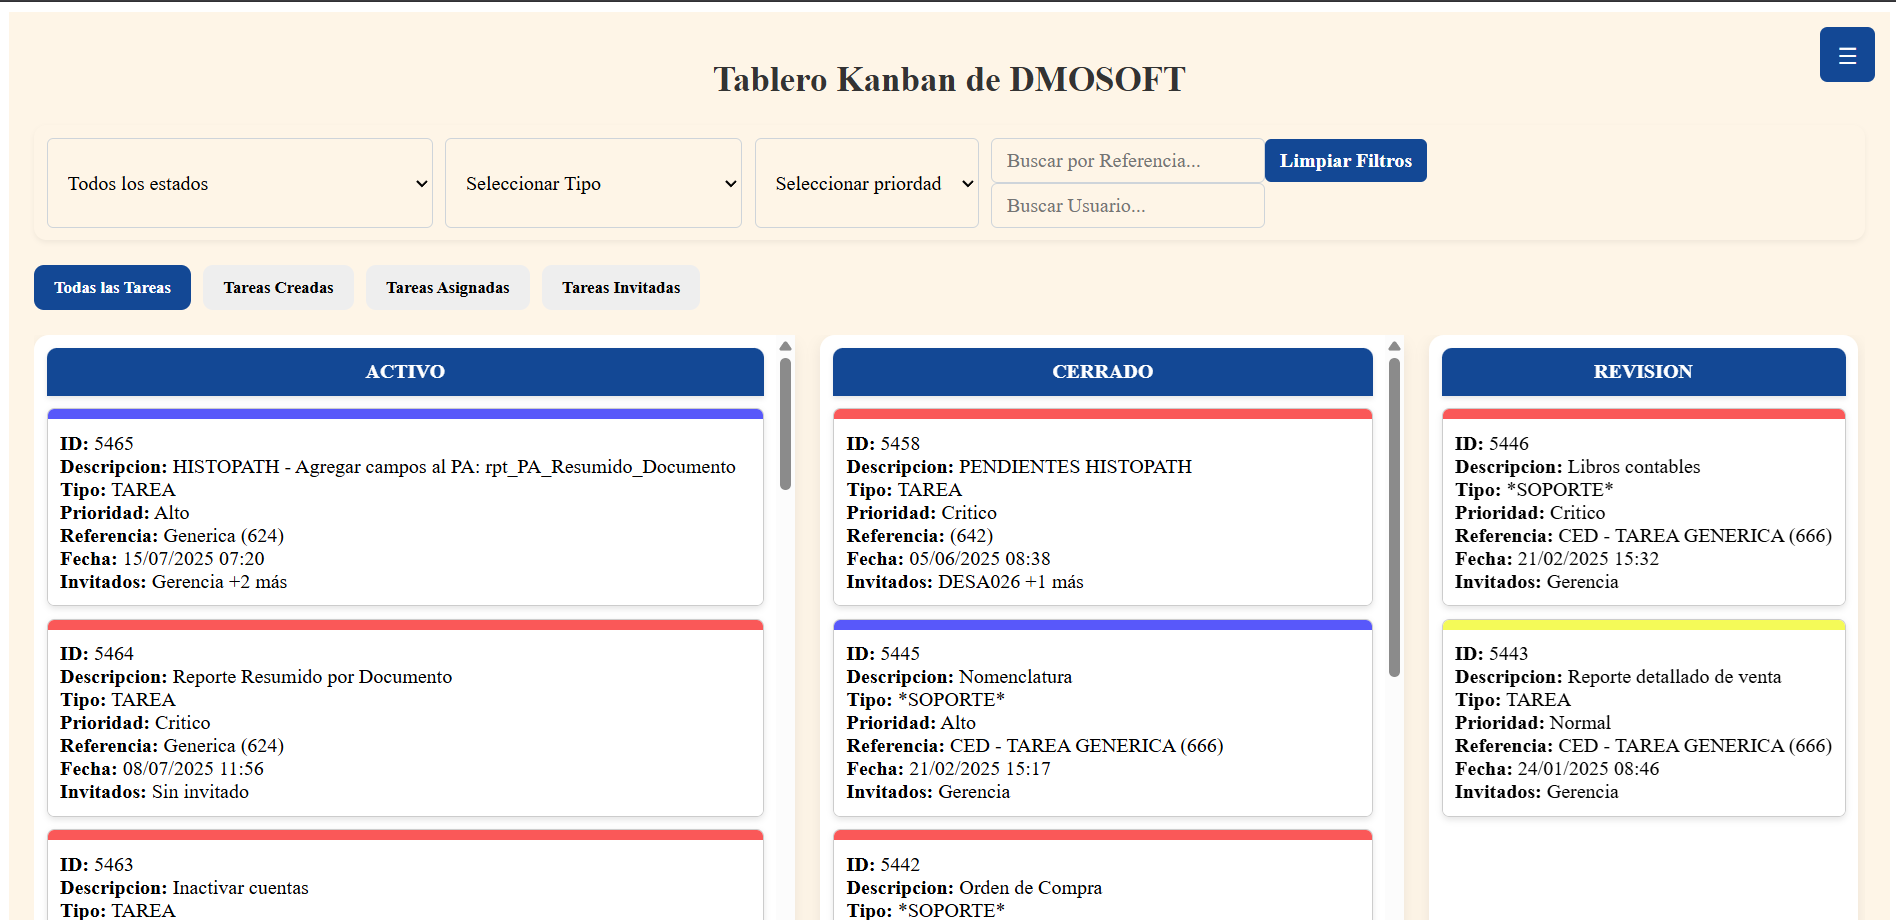 Tablero Kanban de DMOSOFT
☰
Todos los estados
Seleccionar Tipo
Seleccionar priordad
Buscar por Referencia...
Limpiar Filtros
Buscar Usuario...
Todas las Tareas
Tareas Creadas
Tareas Asignadas
Tareas Invitadas
ACTIVO
ID: 5465
Descripcion: HISTOPATH - Agregar campos al PA: rpt_PA_Resumido_Documento
Tipo: TAREA
Prioridad: Alto
Referencia: Generica (624)
Fecha: 15/07/2025 07:20
Invitados: Gerencia +2 más
ID: 5464
Descripcion: Reporte Resumido por Documento
Tipo: TAREA
Prioridad: Critico
Referencia: Generica (624)
Fecha: 08/07/2025 11:56
Invitados: Sin invitado
ID: 5463
Descripcion: Inactivar cuentas
Tipo: TAREA
CERRADO
ID: 5458
Descripcion: PENDIENTES HISTOPATH
Tipo: TAREA
Prioridad: Critico
Referencia: (642)
Fecha: 05/06/2025 08:38
Invitados: DESA026 +1 más
ID: 5445
Descripcion: Nomenclatura
Tipo: *SOPORTE*
Prioridad: Alto
Referencia: CED - TAREA GENERICA (666)
Fecha: 21/02/2025 15:17
Invitados: Gerencia
ID: 5442
Descripcion: Orden de Compra
Tipo: *SOPORTE*
REVISION
ID: 5446
Descripcion: Libros contables
Tipo: *SOPORTE*
Prioridad: Critico
Referencia: CED - TAREA GENERICA (666)
Fecha: 21/02/2025 15:32
Invitados: Gerencia
ID: 5443
Descripcion: Reporte detallado de venta
Tipo: TAREA
Prioridad: Normal
Referencia: CED - TAREA GENERICA (666)
Fecha: 24/01/2025 08:46
Invitados: Gerencia